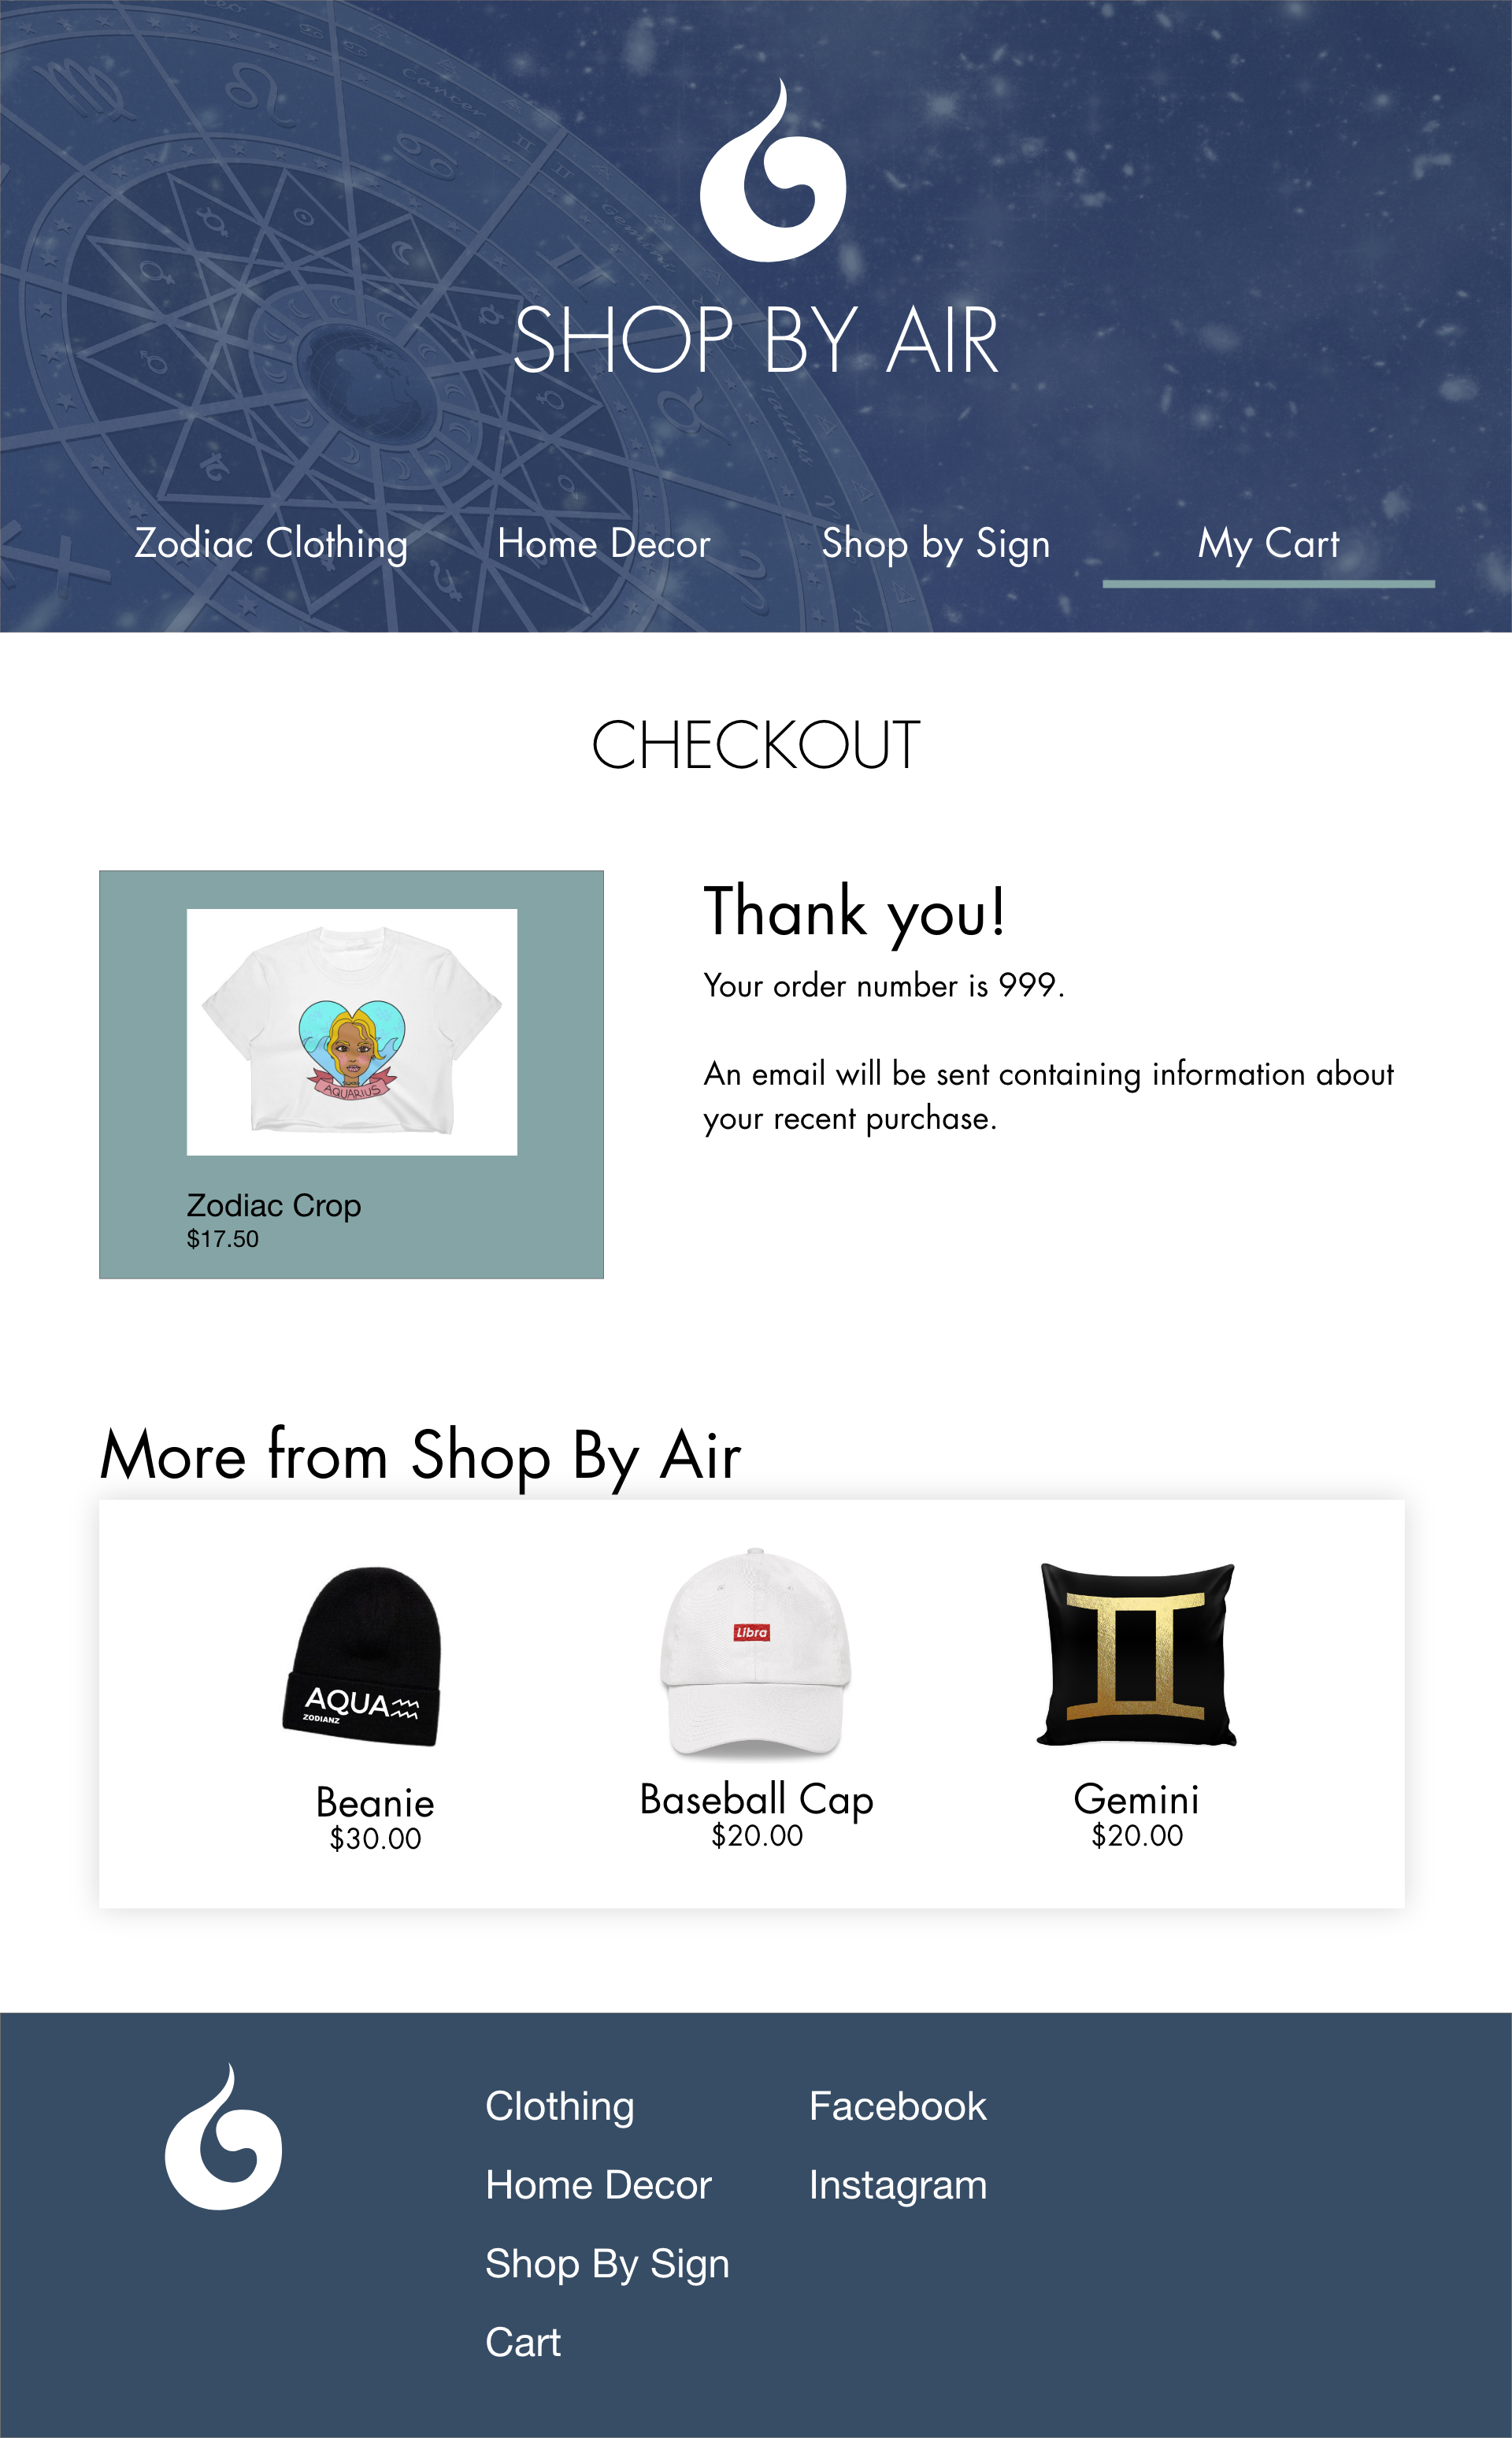 Cancer
gemini
Taurus
SHOP BY AIR
Zodiac Clothing
Home Decor
Shop by Sign
My Cart
CHECKOUT
AQUARIUS
Zodiac Crop
$17.50
Thank you!
Your order number is 999.
An email will be sent containing information about
your recent purchase.
More from Shop By Air
AQUA
ZODIANZ
Beanie
$30.00
Libra
Baseball Cap
$20.00
Gemini
$20.00
Clothing
Home Decor
Shop By Sign
Cart
Facebook
Instagram